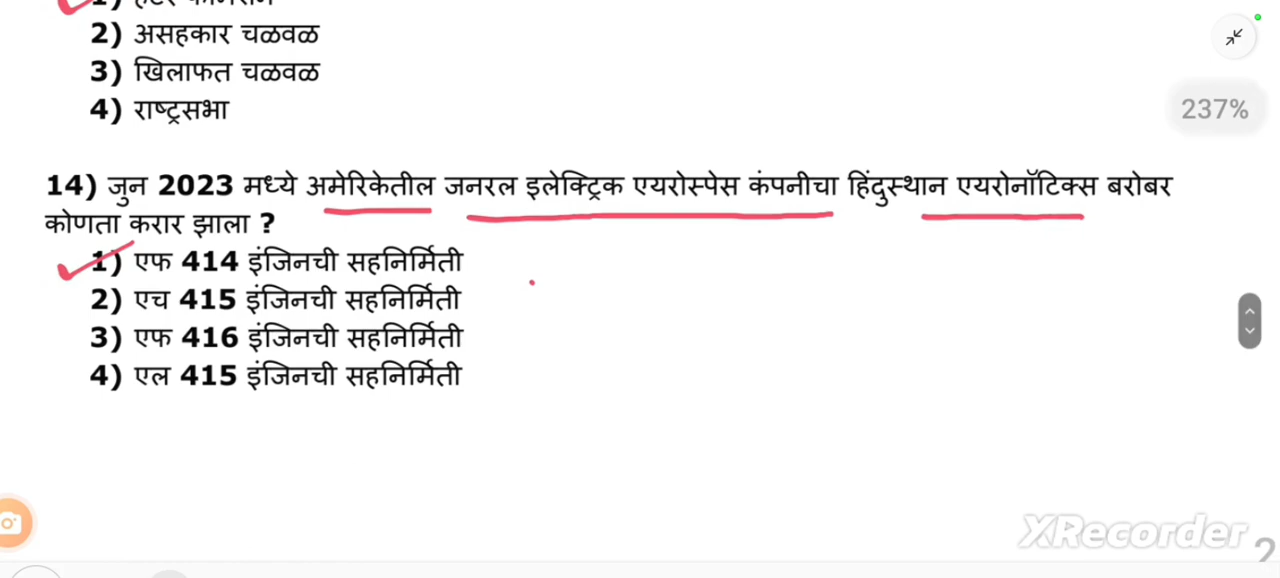 2) असहकार चळवळ
3) खिलाफत चळवळ
4) राष्ट्रसभा
237%
14) जुन 2023 मध्ये अमेरिकेतील जनरल इलेक्ट्रिक एयरोस्पेस कंपनीचा हिंदुस्थान एयरोनॉटिक्स बरोबर
कोणता करार झाला ?
1) एफ 414 इंजिनची सहनिर्मिती
2) एच 415 इंजिनची सहनिर्मिती
3) एफ 416 इंजिनची सहनिर्मिती
4) एल 415 इंजिनची सहनिर्मिती
XRecorder
2